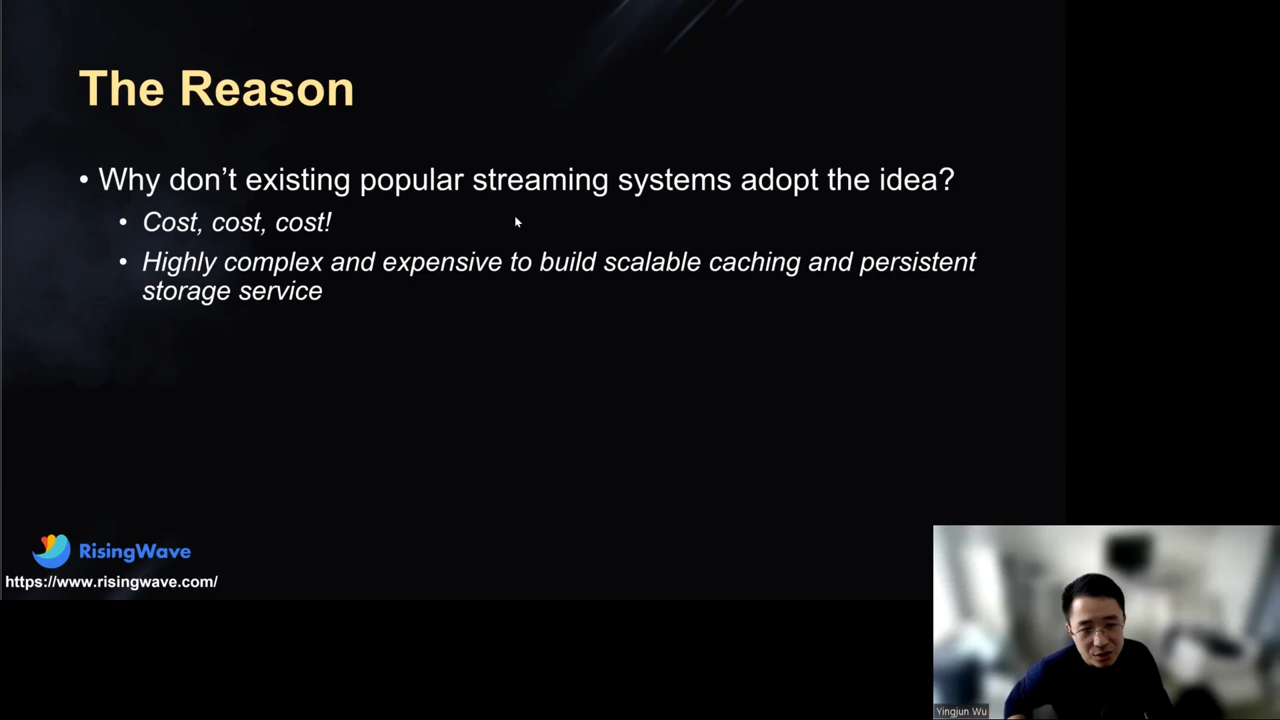 The Reason
• Why don’t existing popular streaming systems adopt the idea?
• Cost, cost, cost!
• Highly complex and expensive to build scalable caching and persistent
storage service
RisingWave
https://www.risingwave.com/
Yingjun Wu